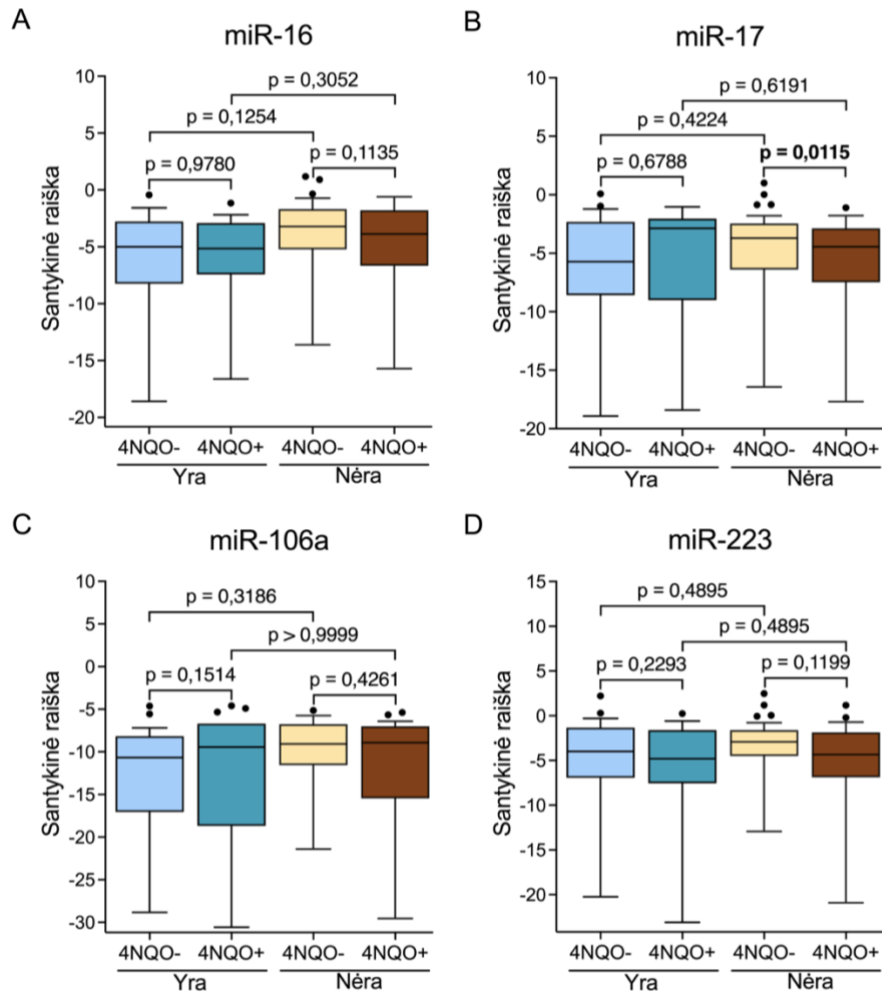 A
miR-16
Santykinė raiška
10
5
0
-5
-10
-15
-20
p = 0,3052
p = 0,1254
p = 0,9780
p = 0,1135
4NQO- 4NQO+ 4NQO- 4NQO+
Yra Nėra
B
miR-17
Santykinė raiška
10
5
0
-5
-10
-15
-20
p = 0,6191
p = 0,4224
p = 0,6788
p = 0,0115
4NQO- 4NQO+ 4NQO- 4NQO+
Yra Nėra
C
miR-106a
Santykinė raiška
10
5
0
-5
-10
-15
-20
-25
-30
p = 0,3186
p > 0,9999
p = 0,1514
p = 0,4261
4NQO- 4NQO+ 4NQO- 4NQO+
Yra Nėra
D
miR-223
Santykinė raiška
15
10
5
0
-5
-10
-15
-20
p = 0,4895
p = 0,4895
p = 0,2293
p = 0,1199
4NQO- 4NQO+ 4NQO- 4NQO+
Yra Nėra